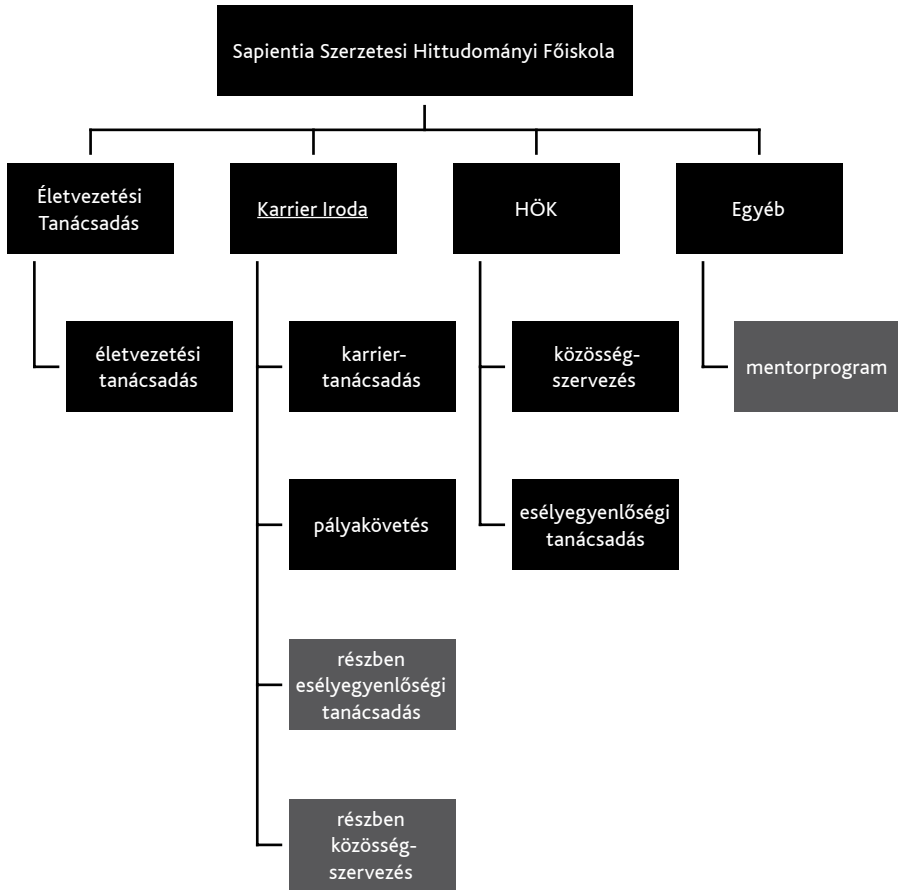 Sapientia Szerzetesi Hittudományi Főiskola
Életvezetési
Tanácsadás
Karrier Iroda
HÖK
Egyéb
életvezetési
tanácsadás
karrier-
tanácsadás
közösség-
szervezés
mentorprogram
pályakövetés
esélyegyenlőségi
tanácsadás
részben
esélyegyenlőségi
tanácsadás
részben
közösség-
szervezés